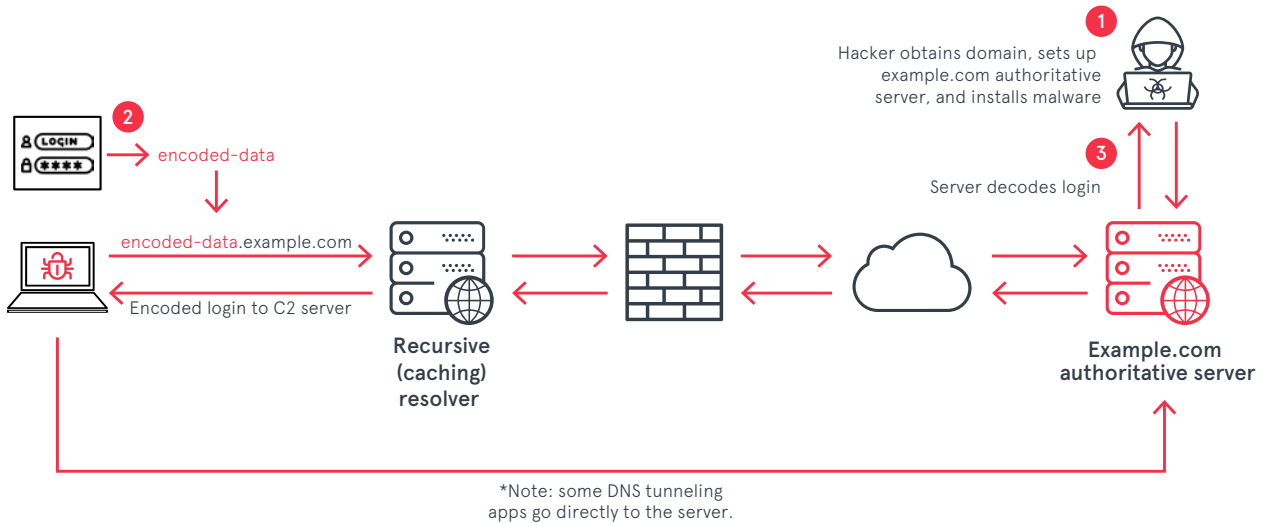 1
Hacker obtains domain, sets up
example.com authoritative
server, and installs malware
2
LOGIN
****
encoded-data
3
Server decodes login
encoded-data.example.com
Encoded login to C2 server
Recursive
(caching)
resolver
Example.com
authoritative server
*Note: some DNS tunneling
apps go directly to the server.